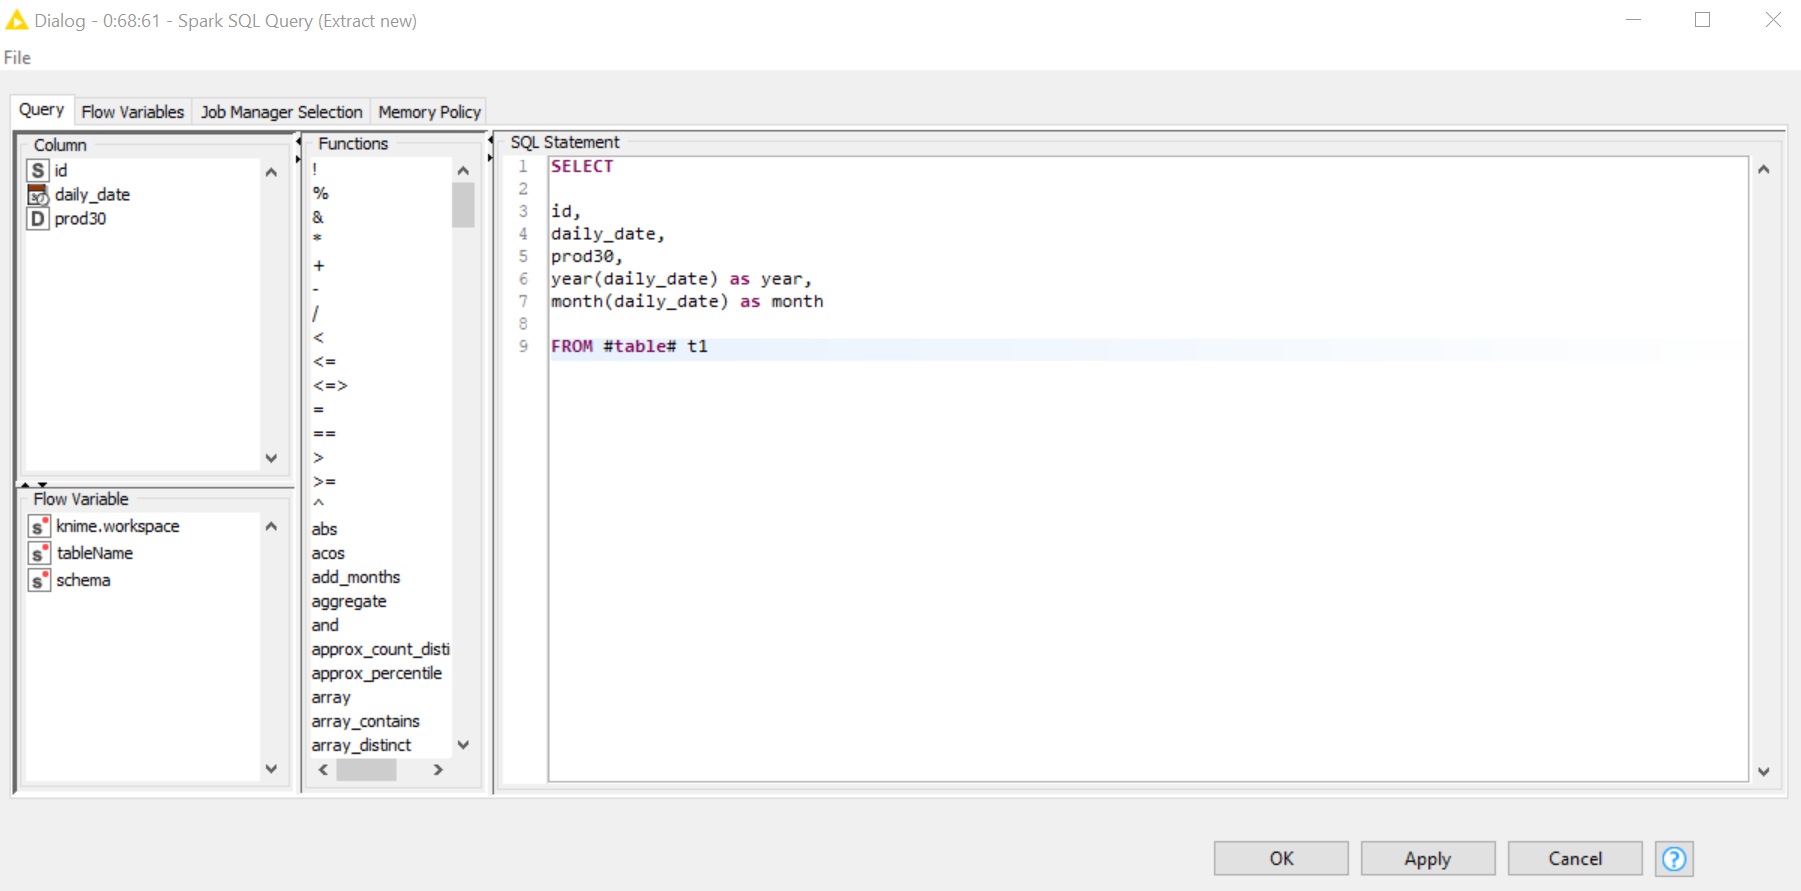 Dialog - 0:68:61 - Spark SQL Query (Extract new)
File
Query
Flow Variables
Job Manager Selection
Memory Policy
Column
S id
daily_date
D prod30
Flow Variable
s knime.workspace
s tableName
s schema
Functions
!
%
&
*
+
-
/
<
<=
<=>
=
==
>
>=
^
abs
acos
add_months
aggregate
and
approx_count_disti
approx_percentile
array
array_contains
array_distinct
SQL Statement
1 SELECT
2
3 id,
4 daily_date,
5 prod30,
6 year(daily_date) as year,
7 month(daily_date) as month
8
9 FROM #table# t1
OK
Apply
Cancel
?